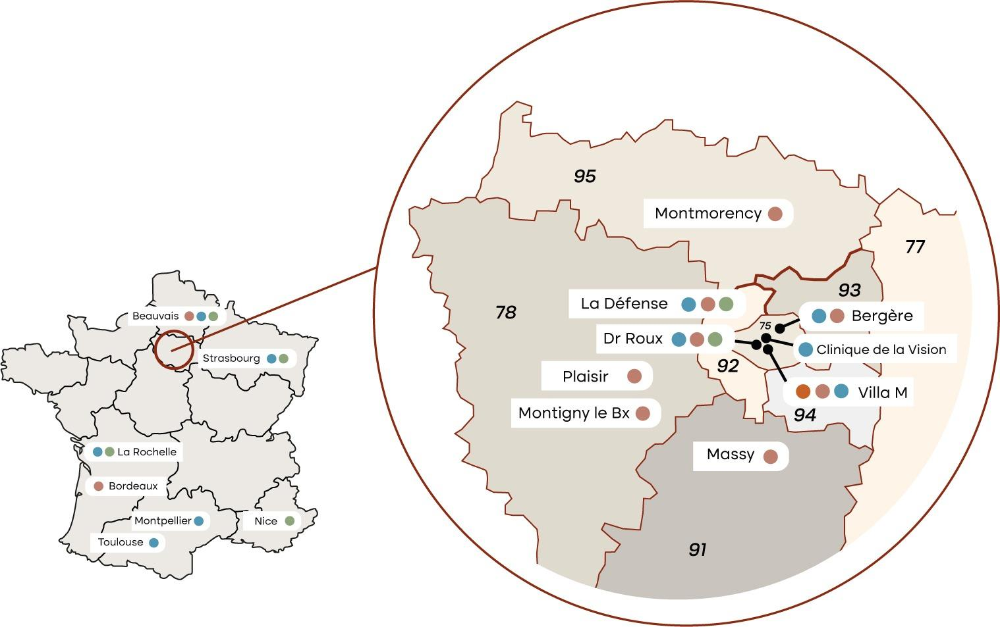 Beauvais
Strasbourg
La Rochelle
Bordeaux
Montpellier
Nice
Toulouse
95
Montmorency
77
93
78
La Défense
Bergère
75
Dr Roux
Clinique de la Vision
92
Plaisir
Villa M
Montigny le Bx
94
Massy
91